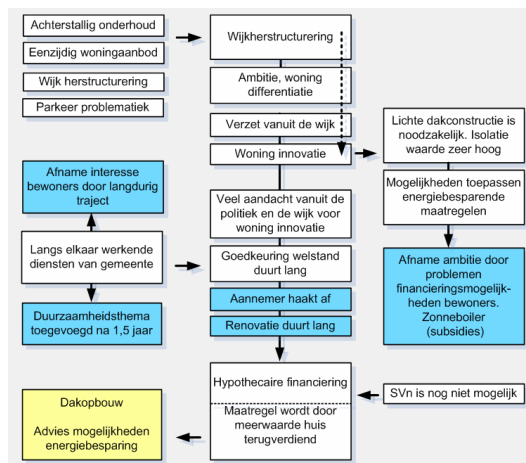 Achterstallig onderhoud
Eenzijdig woningaanbod
Wijk herstructurering
Parkeer problematiek
Wijkherstructurering
Ambitie, woning
differentiatie
Verzet vanuit de wijk
Woning innovatie
Lichte dakconstructie is
noodzakelijk. Isolatie
waarde zeer hoog
Mogelijkheden toepassen
energiebesparende
maatregelen
Afname ambitie door
problemen
financieringsmogelijk-
heden bewoners.
Zonneboiler
(subsidies)
Afname interesse
bewoners door langdurig
traject
Langs elkaar werkende
diensten van gemeente
Duurzaamheidsthema
toegevoegd na 1,5 jaar
Veel aandacht vanuit de
politiek en de wijk voor
woning innovatie
Goedkeuring welstand
duurt lang
Aannemer haakt af
Renovatie duurt lang
Hypothecaire financiering
Maatregel wordt door
meerwaarde huis
terugverdiend
SVn is nog niet mogelijk
Dakopbouw
Advies mogelijkheden
energiebesparing